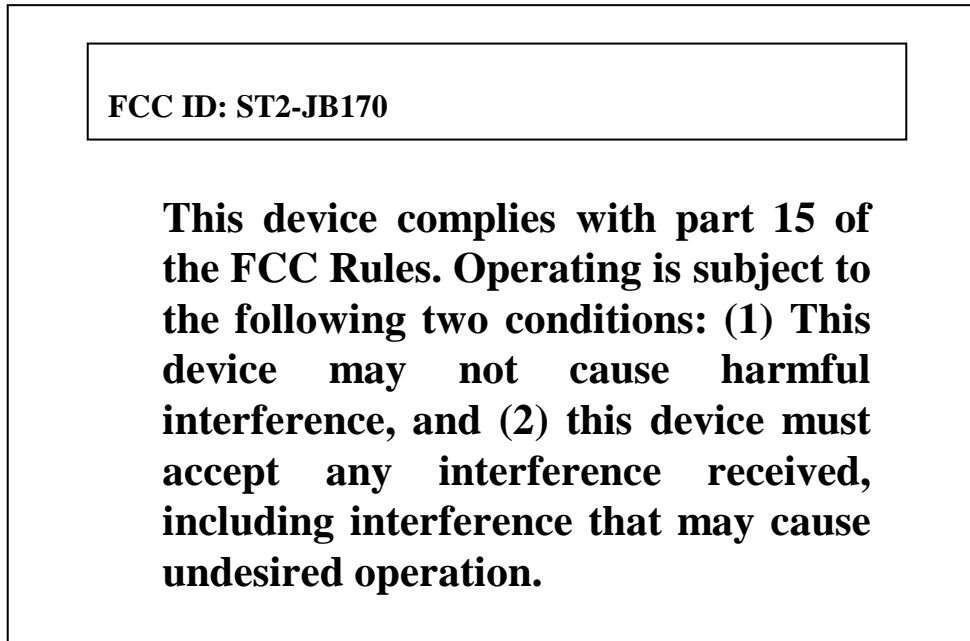 FCC ID: ST2-JB170
This device complies with part 15 of
the FCC Rules. Operating is subject to
the following two conditions: (1) This
device may not cause harmful
interference, and (2) this device must
accept any interference received,
including interference that may cause
undesired operation.